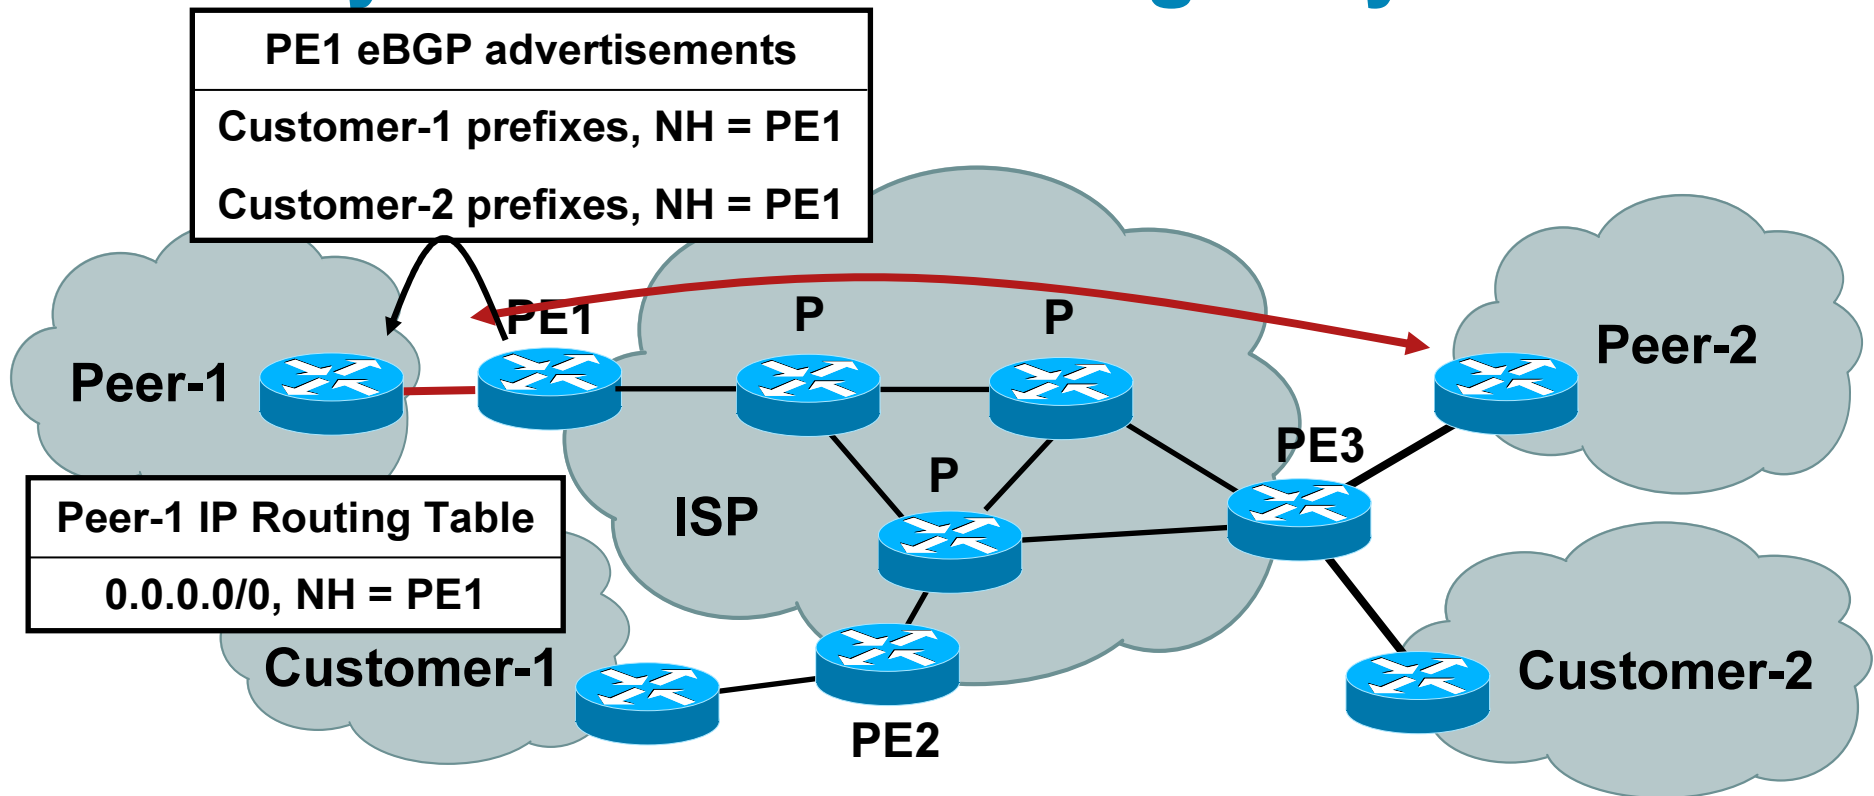 PE1 eBGP advertisements
Customer-1 prefixes, NH = PE1
Customer-2 prefixes, NH = PE1
PE1
P
P
Peer-2
Peer-1
PE3
P
ISP
Peer-1 IP Routing Table
0.0.0.0/0, NH = PE1
Customer-1
Customer-2
PE2